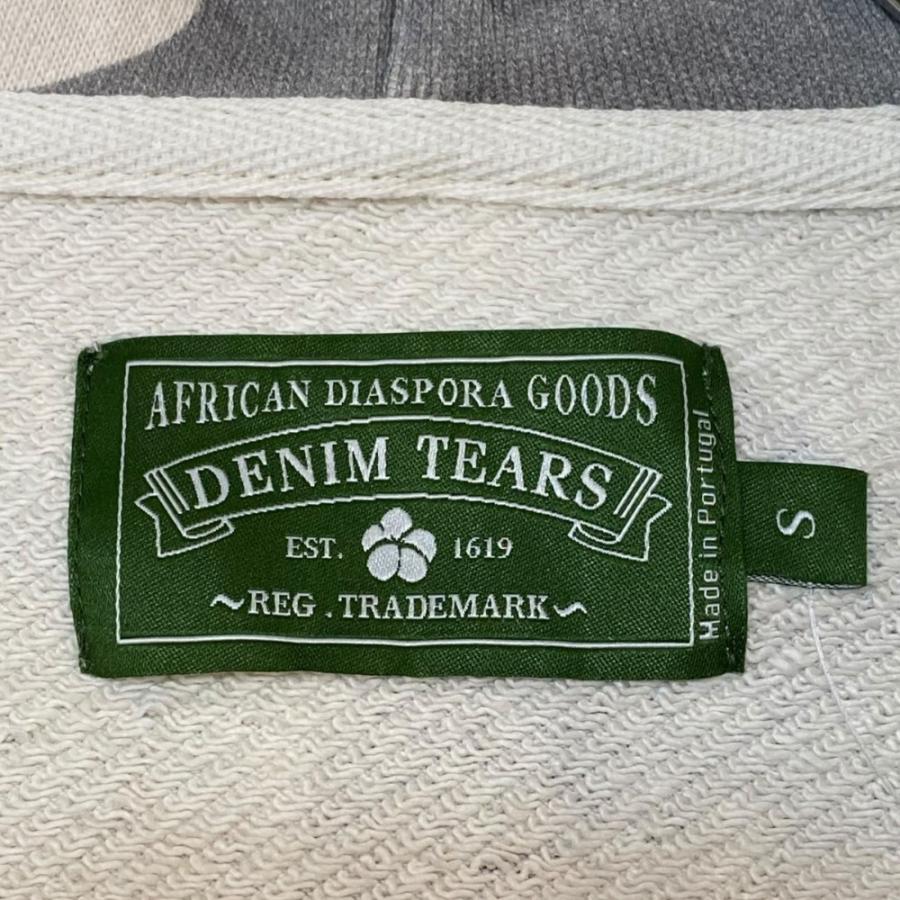 AFRICAN DIASPORA GOODS
DENIM TEARS
EST. 1619
~REG . TRADEMARK~
Made in Portugal
S